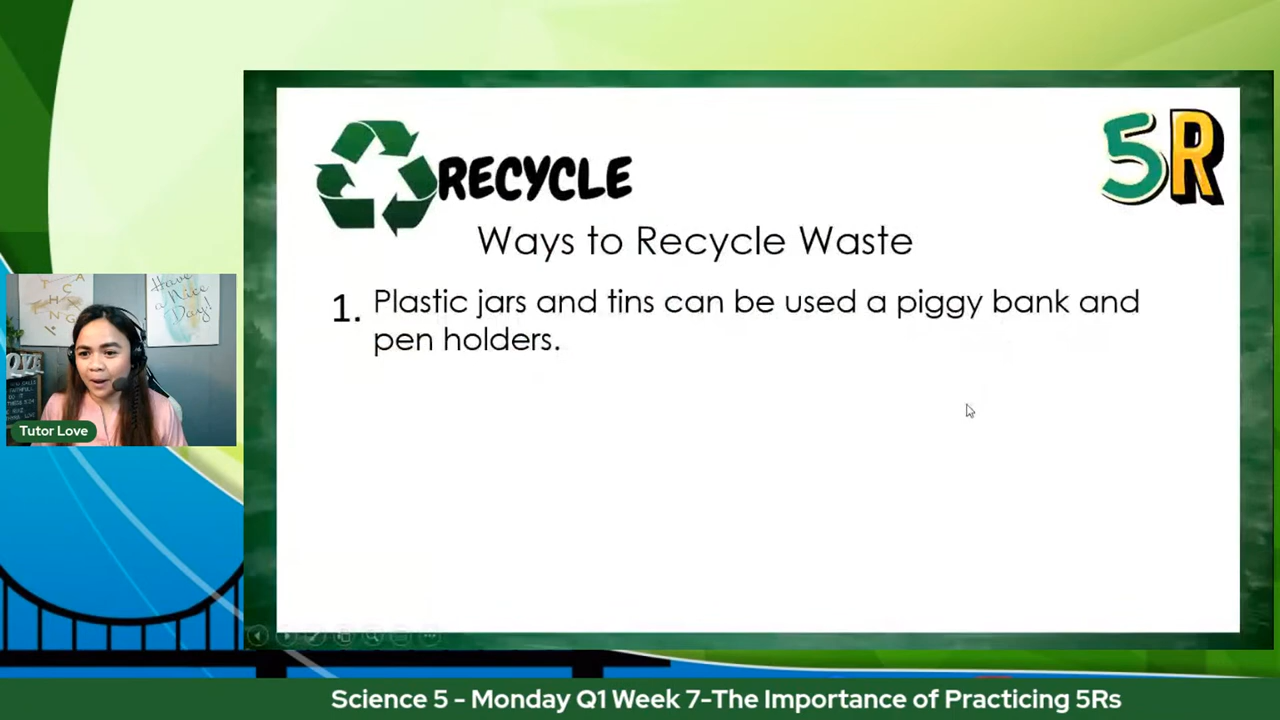 5R
RECYCLE
Ways to Recycle Waste
1. Plastic jars and tins can be used a piggy bank and
pen holders.
Have
a Nice
Day!
Tutor Love
Science 5 - Monday Q1 Week 7-The Importance of Practicing 5Rs